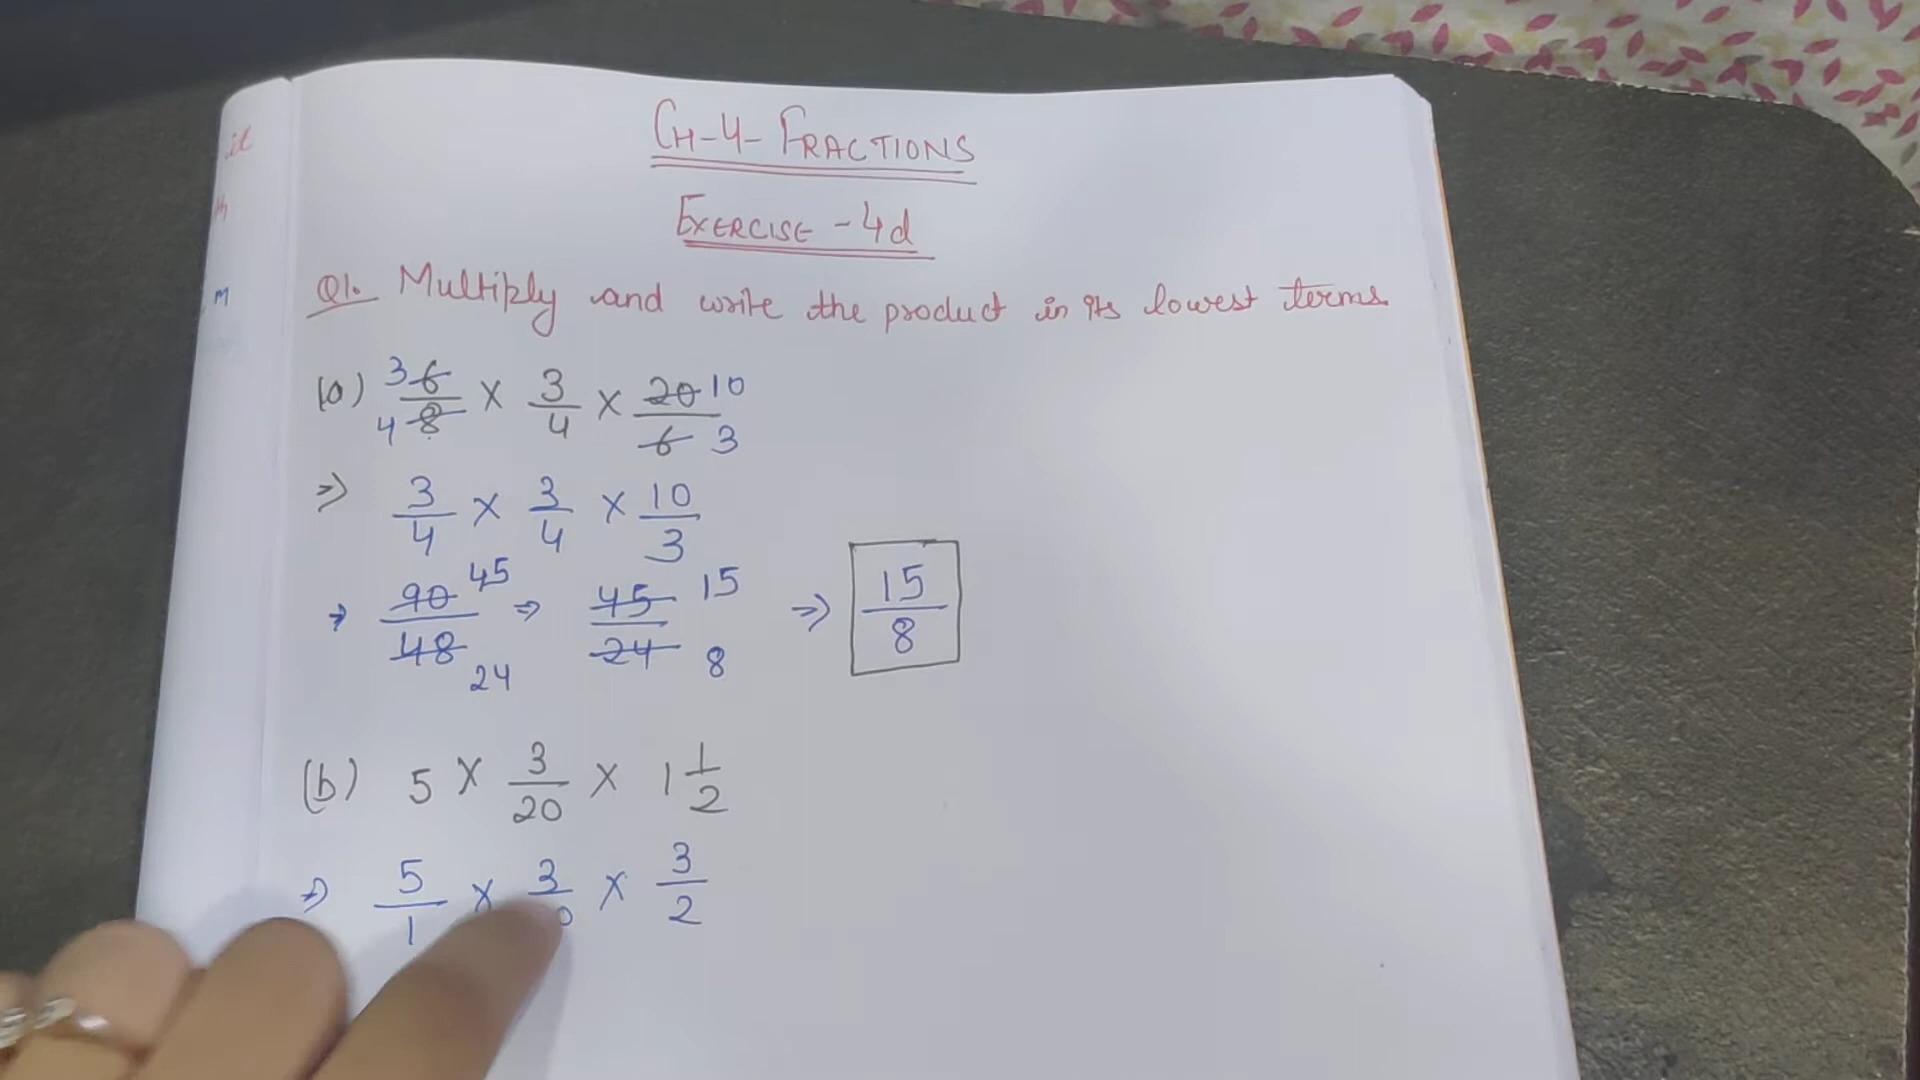 CH-4- FRACTIONS
EXERCISE - 4d
Q1. Multiply and write the product in its lowest terms.
(a) 3 6/4 8 × 3/4 × 20 10/6 3
⇒ 3/4 × 3/4 × 10/3
⇒ 90 45/48 24 ⇒ 45 15/24 8 ⇒ 15/8
(b) 5 × 3/20 × 1 1/2
⇒ 5/1 × 3/ × 3/2